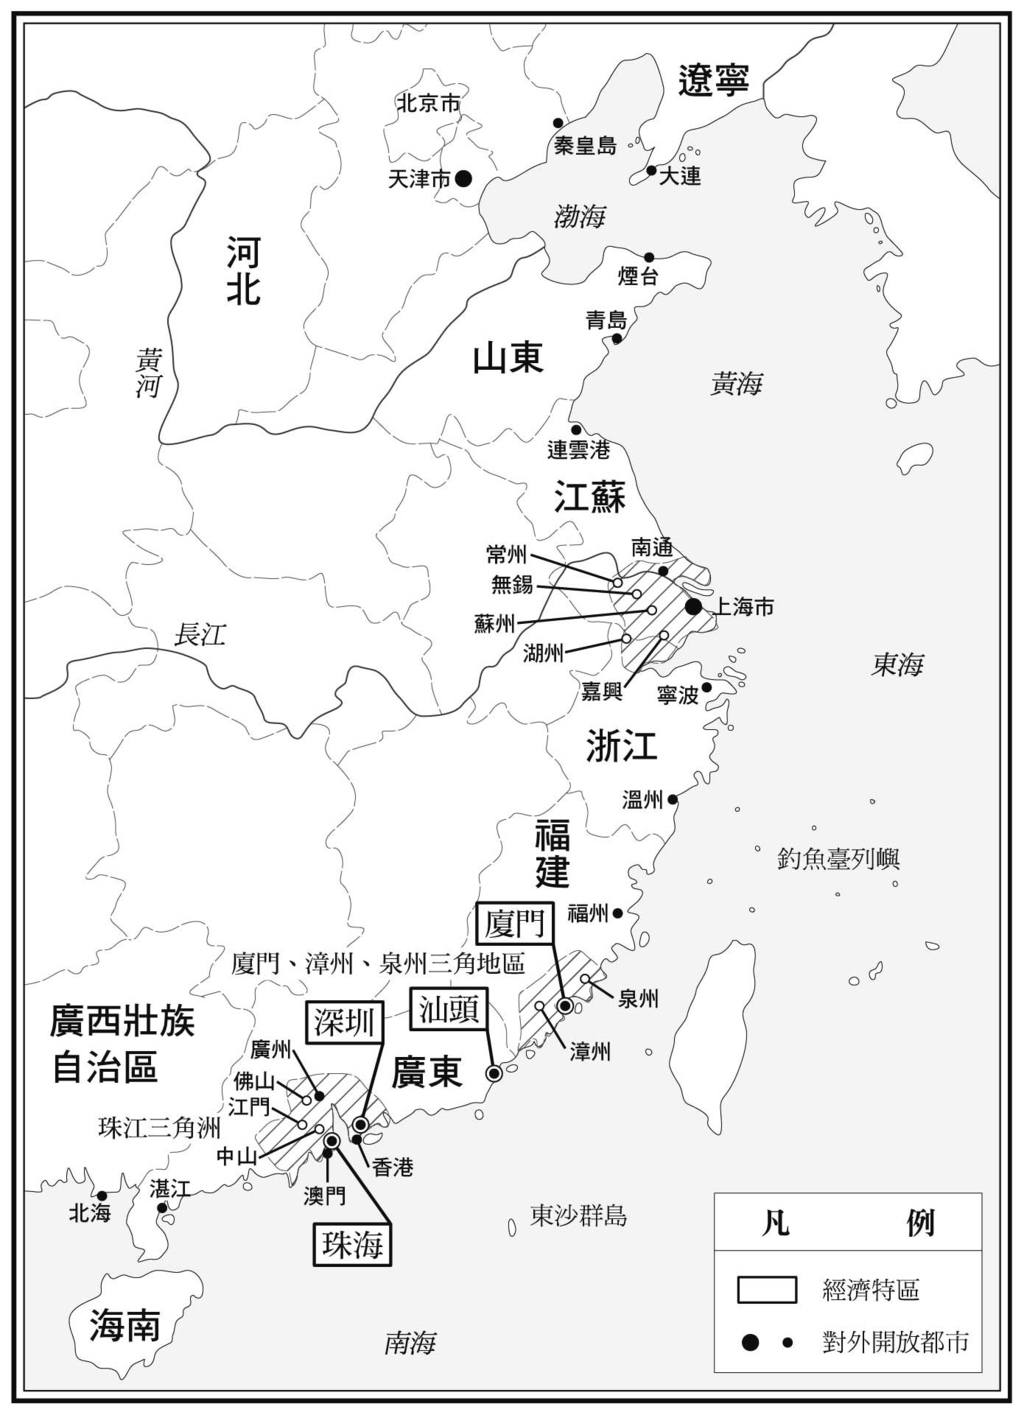 遼寧
北京市
秦皇島
天津市
大連
渤海
河北
煙台
青島
山東
黃河
黃海
連雲港
江蘇
常州
南通
無錫
蘇州
上海市
長江
湖州
東海
嘉興
寧波
浙江
溫州
福建
釣魚臺列嶼
福州
廈門
廈門、漳州、泉州三角地區
泉州
汕頭
深圳
廣西壯族
自治區
廣州
漳州
廣東
佛山
江門
珠江三角洲
中山
香港
湛江
澳門
北海
東沙群島
珠海
海南
南海
凡 例
經濟特區
對外開放都市